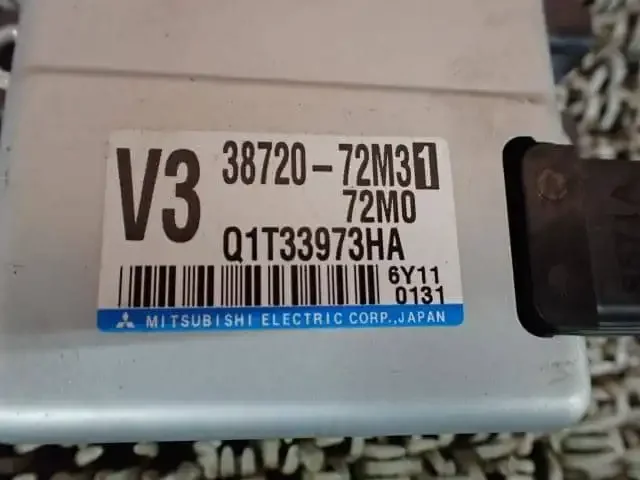 V3
38720-72M31
72M0
Q1T33973HA
6Y11
0131
MITSUBISHI ELECTRIC CORP., JAPAN